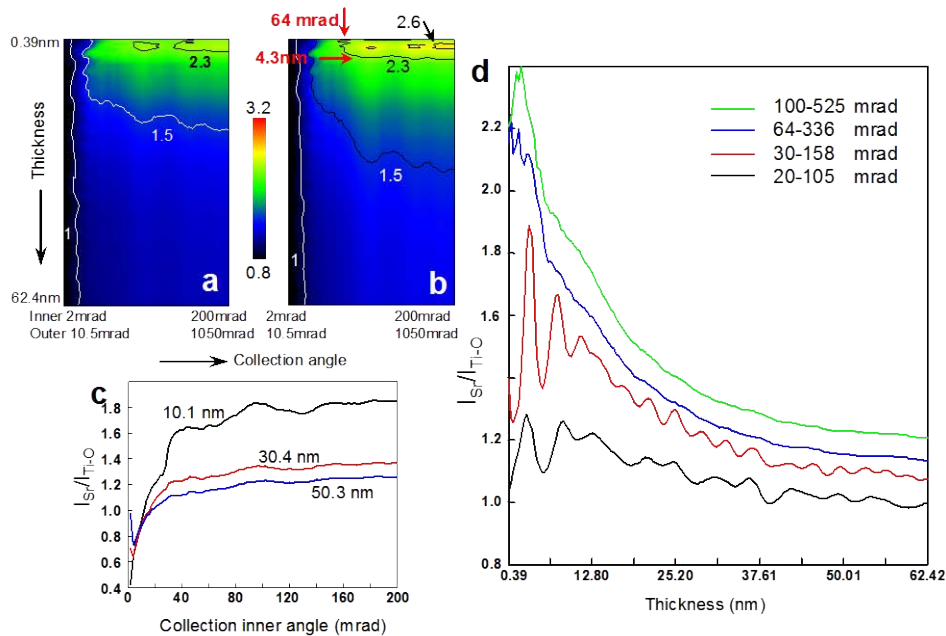 64 mrad
2.6
0.39nm
4.3nm
2.3
2.3
1.5
1.5
Thickness
3.2
0.8
1
1
a
b
62.4nm
Inner 2mrad
200mrad
2mrad
200mrad
Outer 10.5mrad
1050mrad
10.5mrad
1050mrad
Collection angle
c
1.8
1.6
1.4
1.2
1.0
0.8
0.6
0.4
I_Sr/I_Ti-O
10.1 nm
30.4 nm
50.3 nm
0
40
80
120
160
200
Collection inner angle (mrad)
d
100-525 mrad
64-336 mrad
30-158 mrad
20-105 mrad
2.2
2.0
1.8
1.6
1.4
1.2
1.0
0.8
I_Sr/I_Ti-O
0.39
12.80
25.20
37.61
50.01
62.42
Thickness (nm)